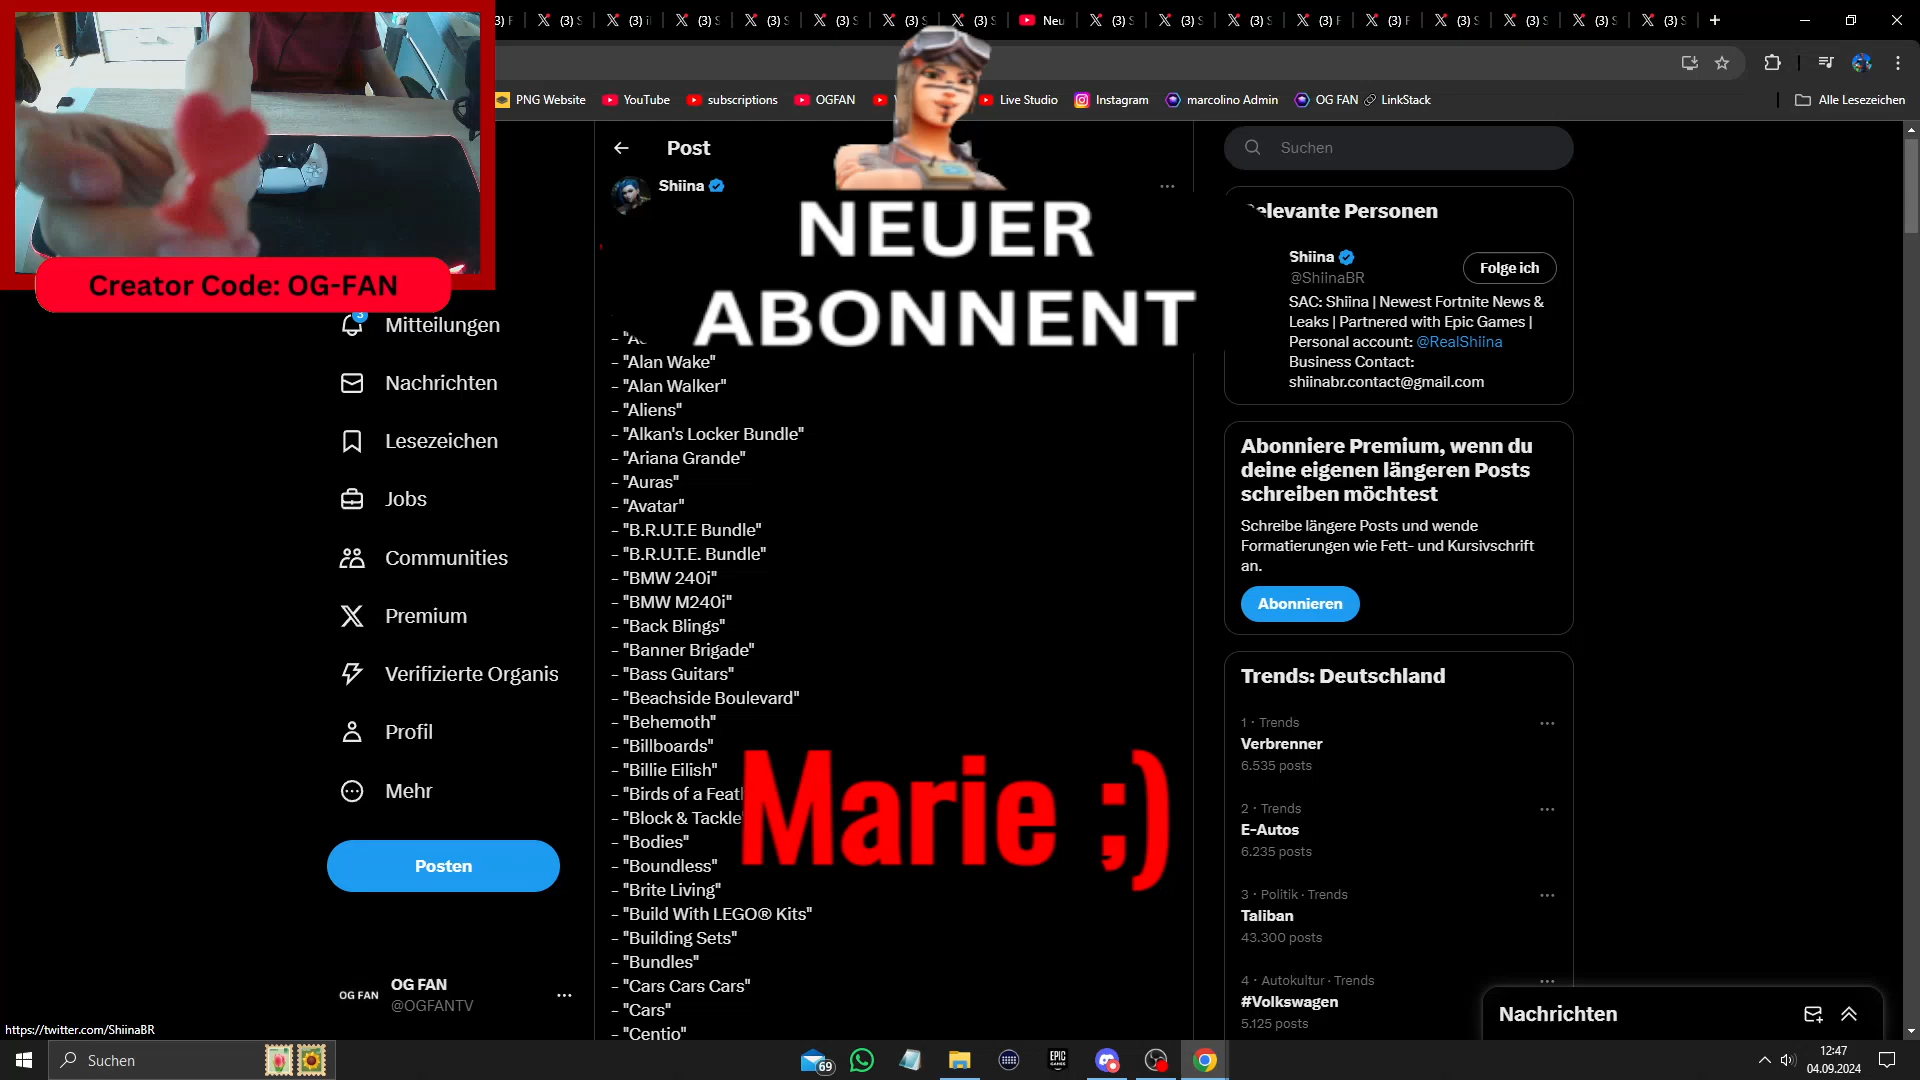 PNG Website
YouTube
subscriptions
OGFAN
Live Studio
Instagram
marcolino Admin
OG FAN
LinkStack
Alle Lesezeichen
Creator Code: OG-FAN
3
Mitteilungen
Nachrichten
Lesezeichen
Jobs
Communities
Premium
Verifizierte Organis
Profil
Mehr
Posten
OG FAN
OG FAN
@OGFANTV
https://twitter.com/ShiinaBR
Post
Shiina
NEUER
ABONNENT
- "Alan Wake"
- "Alan Walker"
- "Aliens"
- "Alkan's Locker Bundle"
- "Ariana Grande"
- "Auras"
- "Avatar"
- "B.R.U.T.E Bundle"
- "B.R.U.T.E. Bundle"
- "BMW 240i"
- "BMW M240i"
- "Back Blings"
- "Banner Brigade"
- "Bass Guitars"
- "Beachside Boulevard"
- "Behemoth"
- "Billboards"
- "Billie Eilish"
- "Birds of a Feat
- "Block & Tackle"
- "Bodies"
- "Boundless"
- "Brite Living"
- "Build With LEGO® Kits"
- "Building Sets"
- "Bundles"
- "Cars Cars Cars"
- "Cars"
- "Centio"
Marie ;)
Suchen
elevante Personen
Shiina
@ShiinaBR
Folge ich
SAC: Shiina | Newest Fortnite News &
Leaks | Partnered with Epic Games |
Personal account: @RealShiina
Business Contact:
shiinabr.contact@gmail.com
Abonniere Premium, wenn du
deine eigenen längeren Posts
schreiben möchtest
Schreibe längere Posts und wende
Formatierungen wie Fett- und Kursivschrift
an.
Abonnieren
Trends: Deutschland
1 · Trends
Verbrenner
6.535 posts
2 · Trends
E-Autos
6.235 posts
3 · Politik · Trends
Taliban
43.300 posts
4 · Autokultur · Trends
#Volkswagen
5.125 posts
Nachrichten
Suchen
69
EPIC
GAMES
12:47
04.09.2024